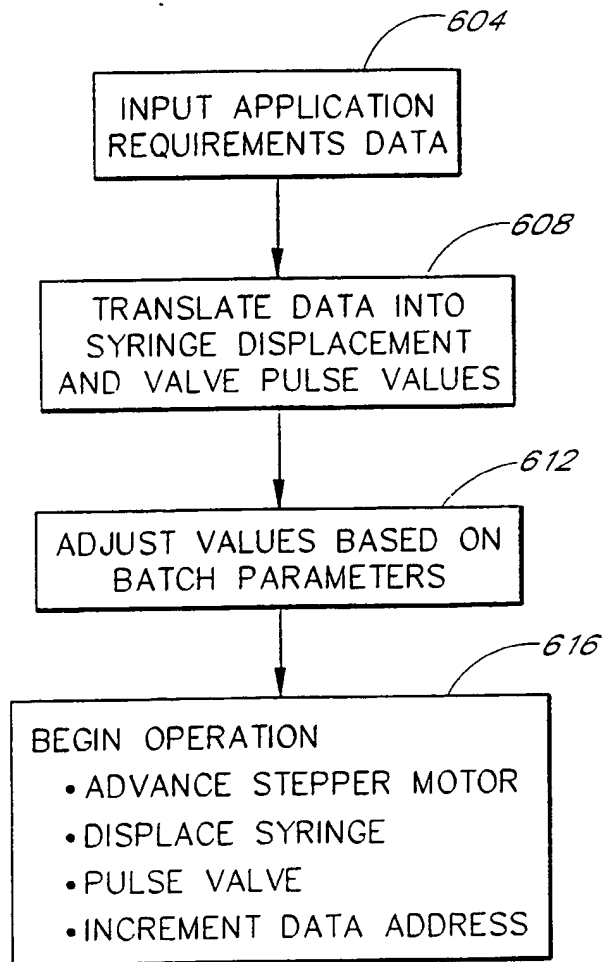 604
INPUT APPLICATION
REQUIREMENTS DATA
608
TRANSLATE DATA INTO
SYRINGE DISPLACEMENT
AND VALVE PULSE VALUES
612
ADJUST VALUES BASED ON
BATCH PARAMETERS
616
BEGIN OPERATION
• ADVANCE STEPPER MOTOR
• DISPLACE SYRINGE
• PULSE VALVE
• INCREMENT DATA ADDRESS